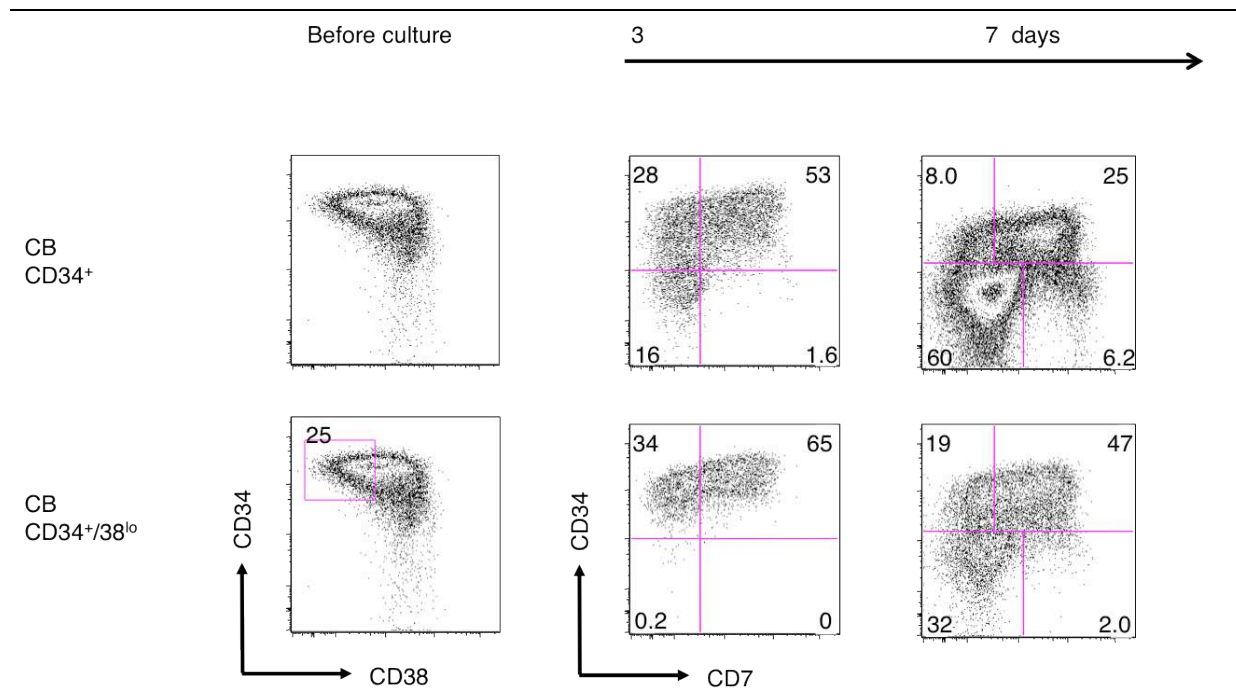 Before culture 3 7 days
CB
CD34⁺
28 53
16 1.6
8.0 25
60 6.2
CB
CD34⁺/38ˡᵒ
25
CD34
CD38
34 65
0.2 0
CD34
CD7
19 47
32 2.0